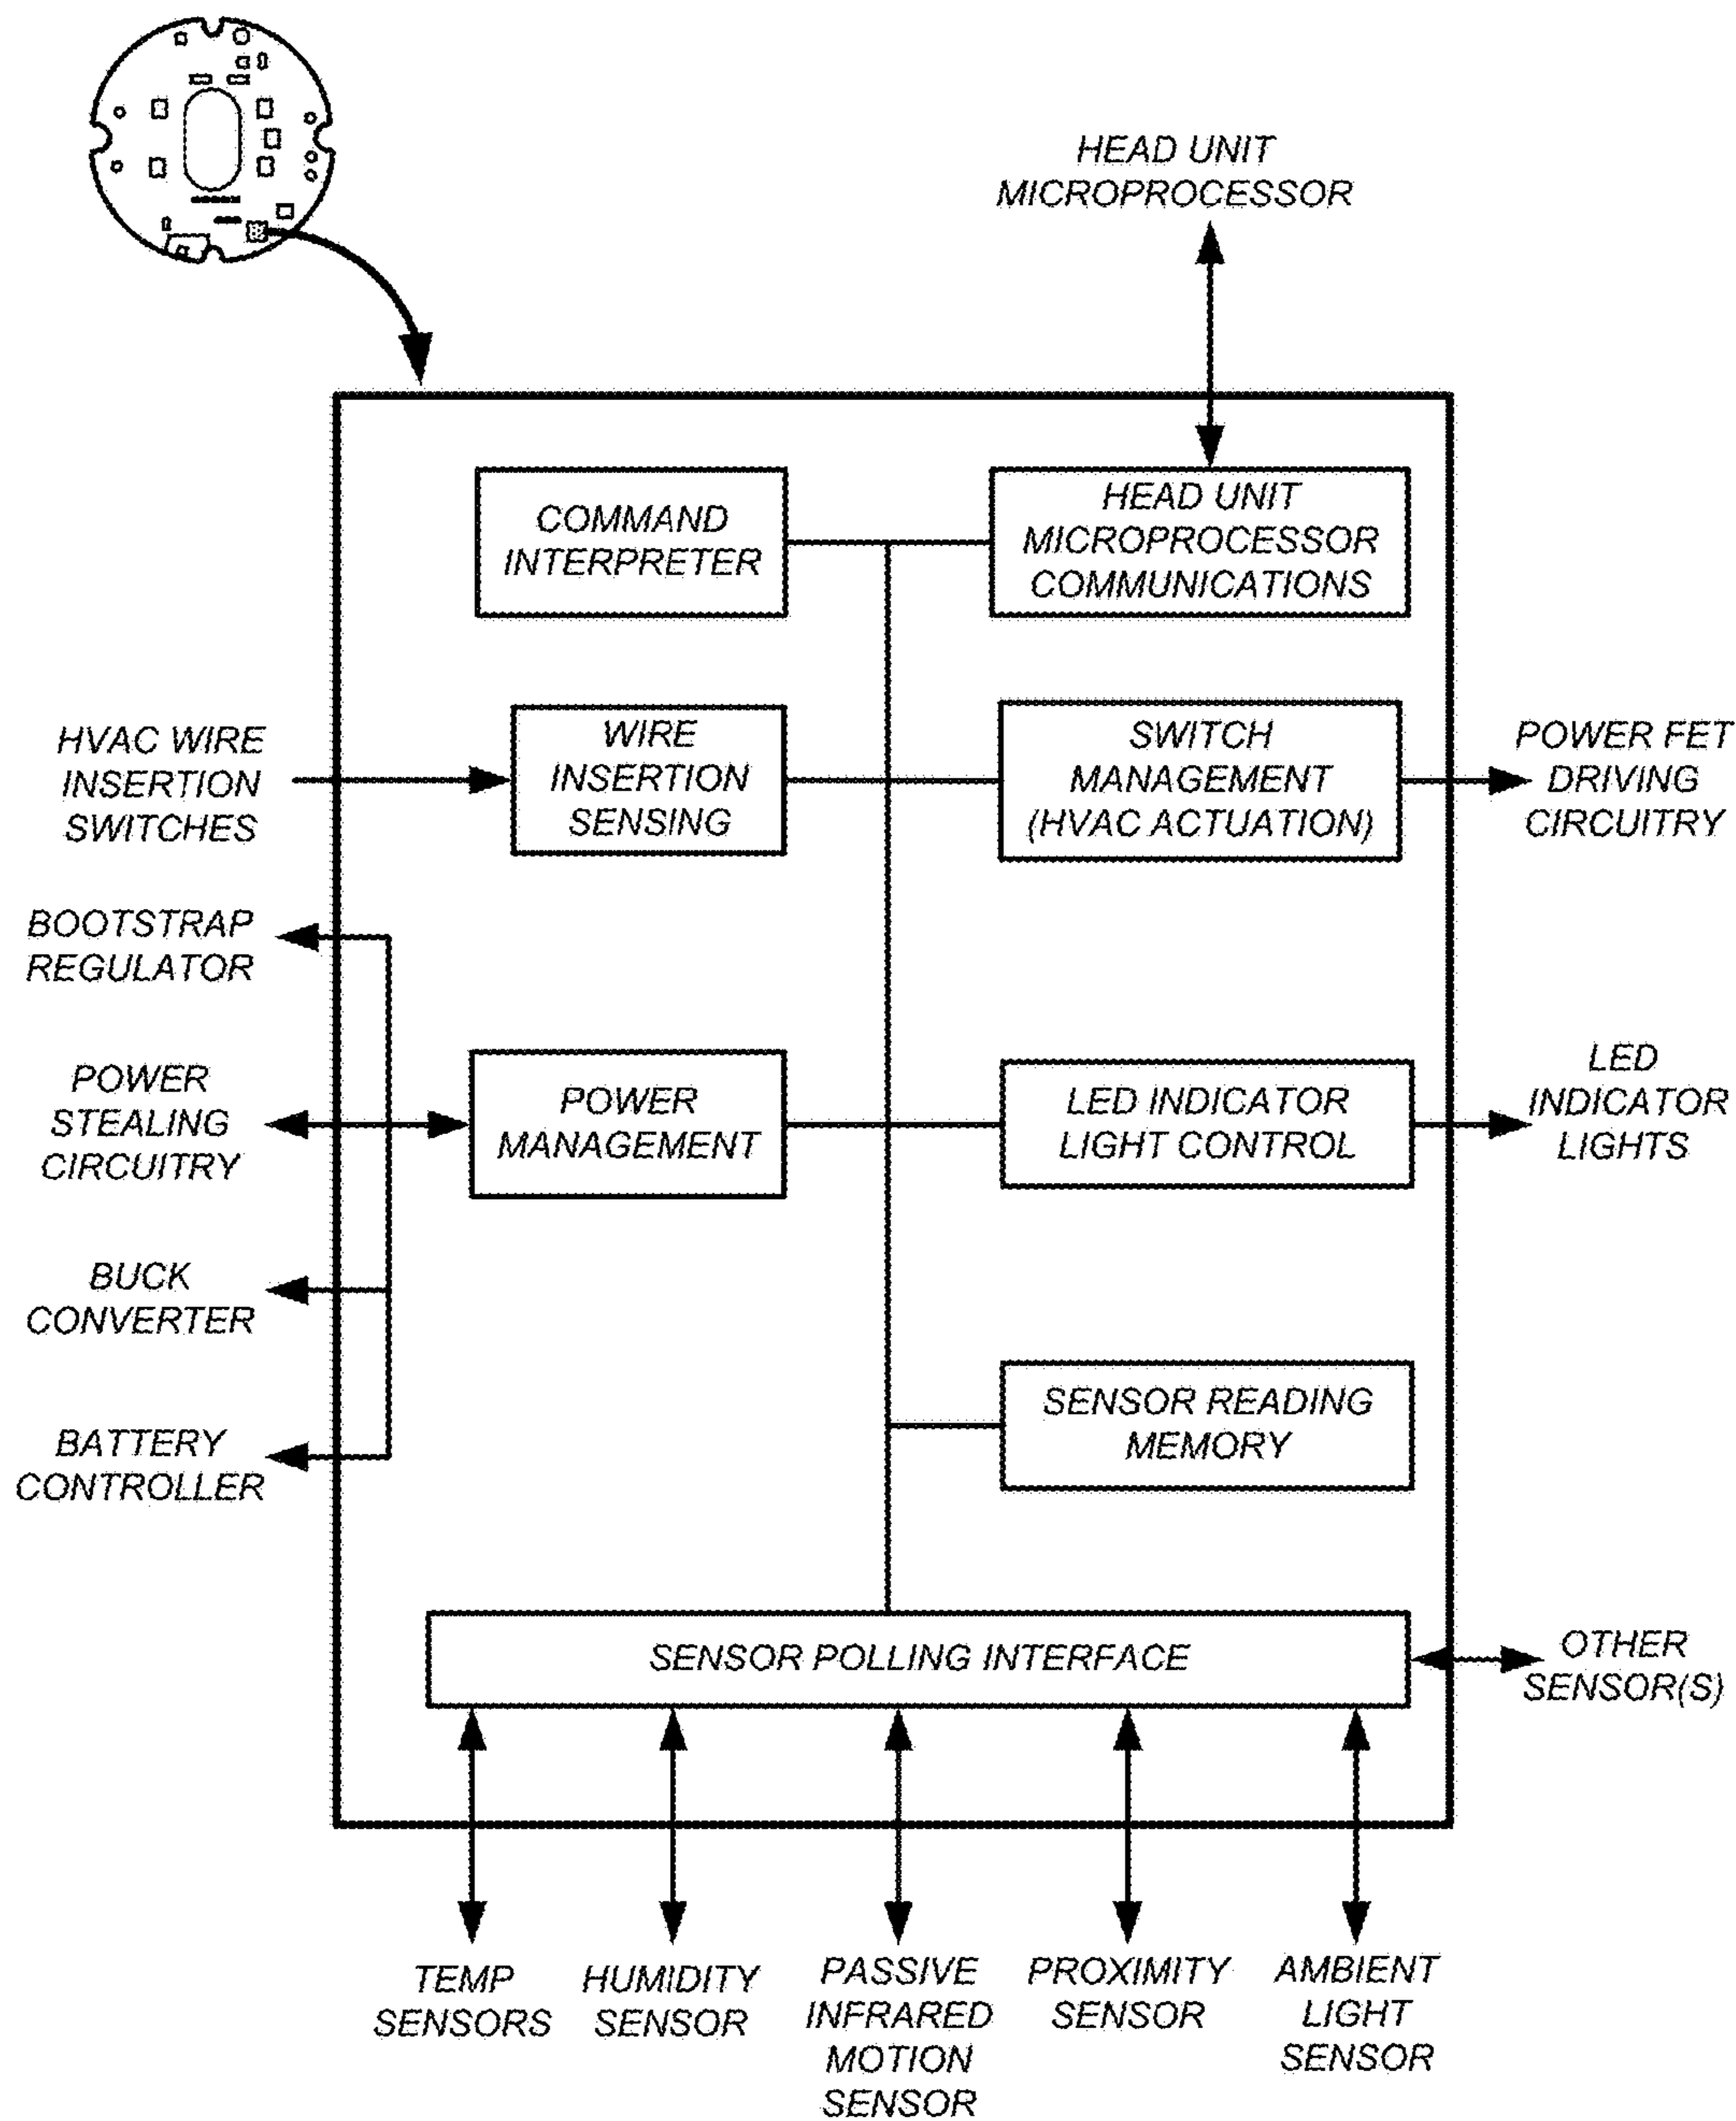 HEAD UNIT
MICROPROCESSOR
COMMAND
INTERPRETER
HEAD UNIT
MICROPROCESSOR
COMMUNICATIONS
HVAC WIRE
INSERTION
SWITCHES
WIRE
INSERTION
SENSING
SWITCH
MANAGEMENT
(HVAC ACTUATION)
POWER FET
DRIVING
CIRCUITRY
BOOTSTRAP
REGULATOR
POWER
STEALING
CIRCUITRY
POWER
MANAGEMENT
LED INDICATOR
LIGHT CONTROL
LED
INDICATOR
LIGHTS
BUCK
CONVERTER
BATTERY
CONTROLLER
SENSOR READING
MEMORY
SENSOR POLLING INTERFACE
OTHER
SENSOR(S)
TEMP
SENSORS
HUMIDITY
SENSOR
PASSIVE
INFRARED
MOTION
SENSOR
PROXIMITY
SENSOR
AMBIENT
LIGHT
SENSOR